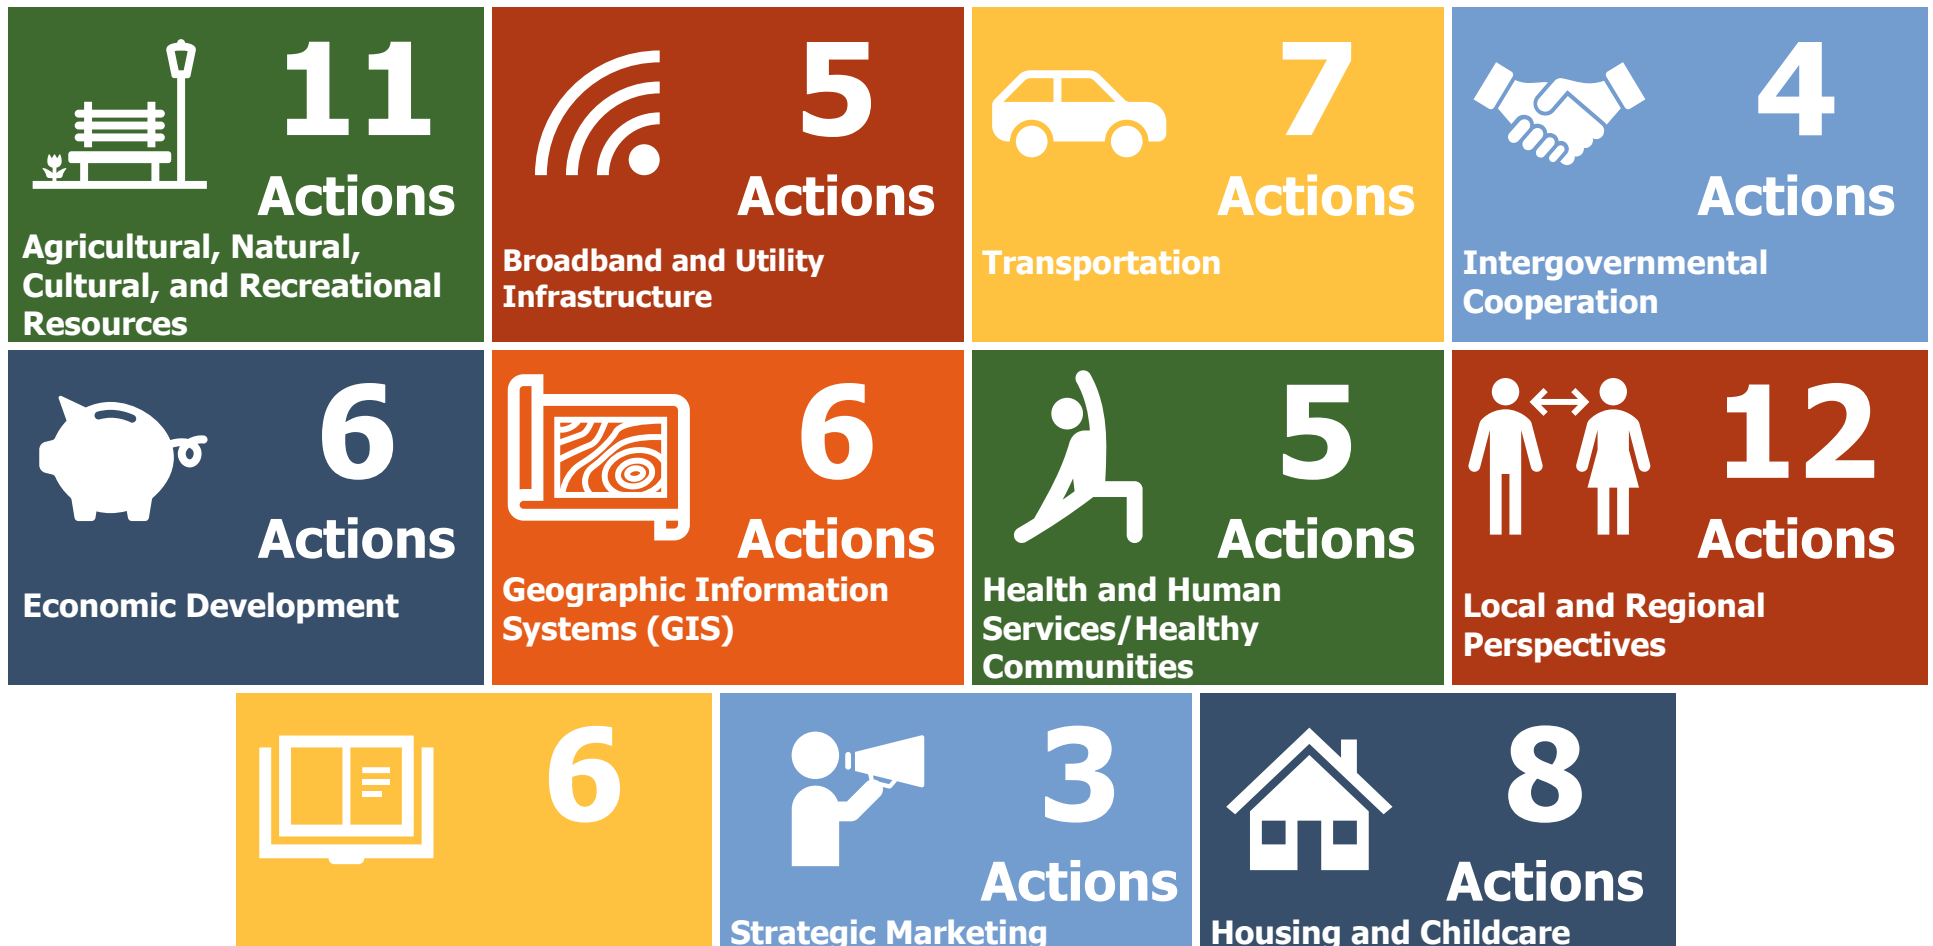 11
Actions
Agricultural, Natural,
Cultural, and Recreational
Resources
5
Actions
Broadband and Utility
Infrastructure
7
Actions
Transportation
4
Actions
Intergovernmental
Cooperation
6
Actions
Economic Development
6
Actions
Geographic Information
Systems (GIS)
5
Actions
Health and Human
Services/Healthy
Communities
12
Actions
Local and Regional
Perspectives
6
3
Actions
Strategic Marketing
8
Actions
Housing and Childcare